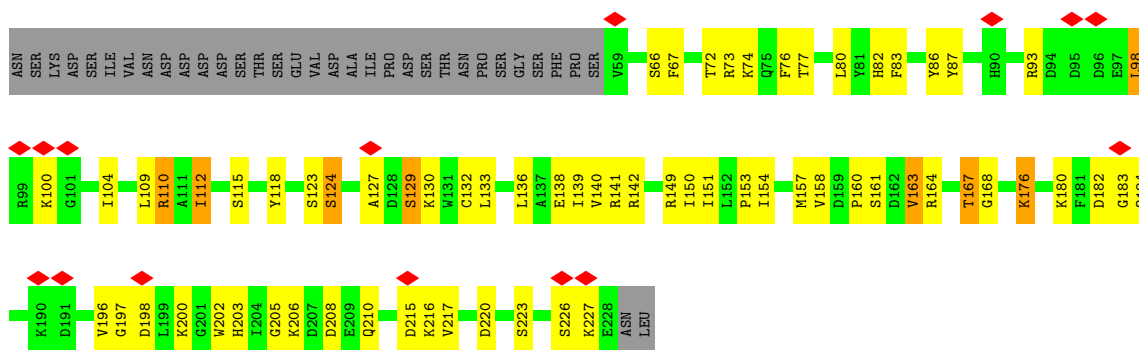 ASN SER LYS ASP SER ILE VAL ASN ASP ASP ASP ASP SER THR SER GLU VAL ASP ALA ILE PRO ASP SER THR ASN PRO SER GLY SER PHE PRO SER V59 S66 F67 T72 R73 K74 Q75 F76 T77 L80 Y81 H82 F83 Y86 Y87 H90 R93 D94 D95 D96 E97 L98
R99 K100 G101 I104 L109 R110 A111 I112 S115 Y118 S123 S124 A127 D128 S129 K130 W131 C132 L133 L136 A137 E138 I139 V140 R141 R142 R149 I150 I151 L152 P153 I154 M157 V158 D159 P160 S161 D162 V163 R164 T167 G168 K176 K180 F181 D182 G183
K190 D191 V196 G197 D198 L199 K200 G201 W202 H203 I204 G205 K206 D207 D208 E209 Q210 D215 K216 V217 D220 S223 S226 K227 E228 ASN LEU